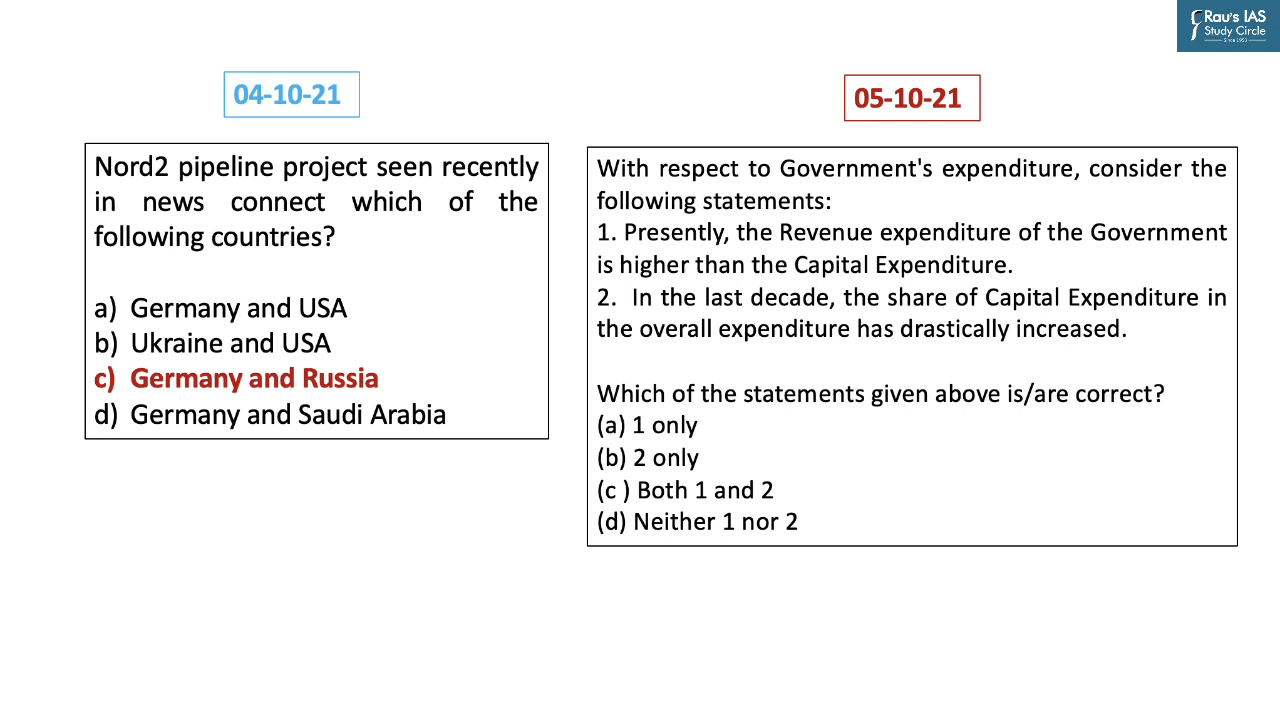 Rau's IAS
Study Circle
Since 1953
04-10-21
Nord2 pipeline project seen recently
in news connect which of the
following countries?
a) Germany and USA
b) Ukraine and USA
c) Germany and Russia
d) Germany and Saudi Arabia
05-10-21
With respect to Government's expenditure, consider the
following statements:
1. Presently, the Revenue expenditure of the Government
is higher than the Capital Expenditure.
2. In the last decade, the share of Capital Expenditure in
the overall expenditure has drastically increased.
Which of the statements given above is/are correct?
(a) 1 only
(b) 2 only
(c ) Both 1 and 2
(d) Neither 1 nor 2